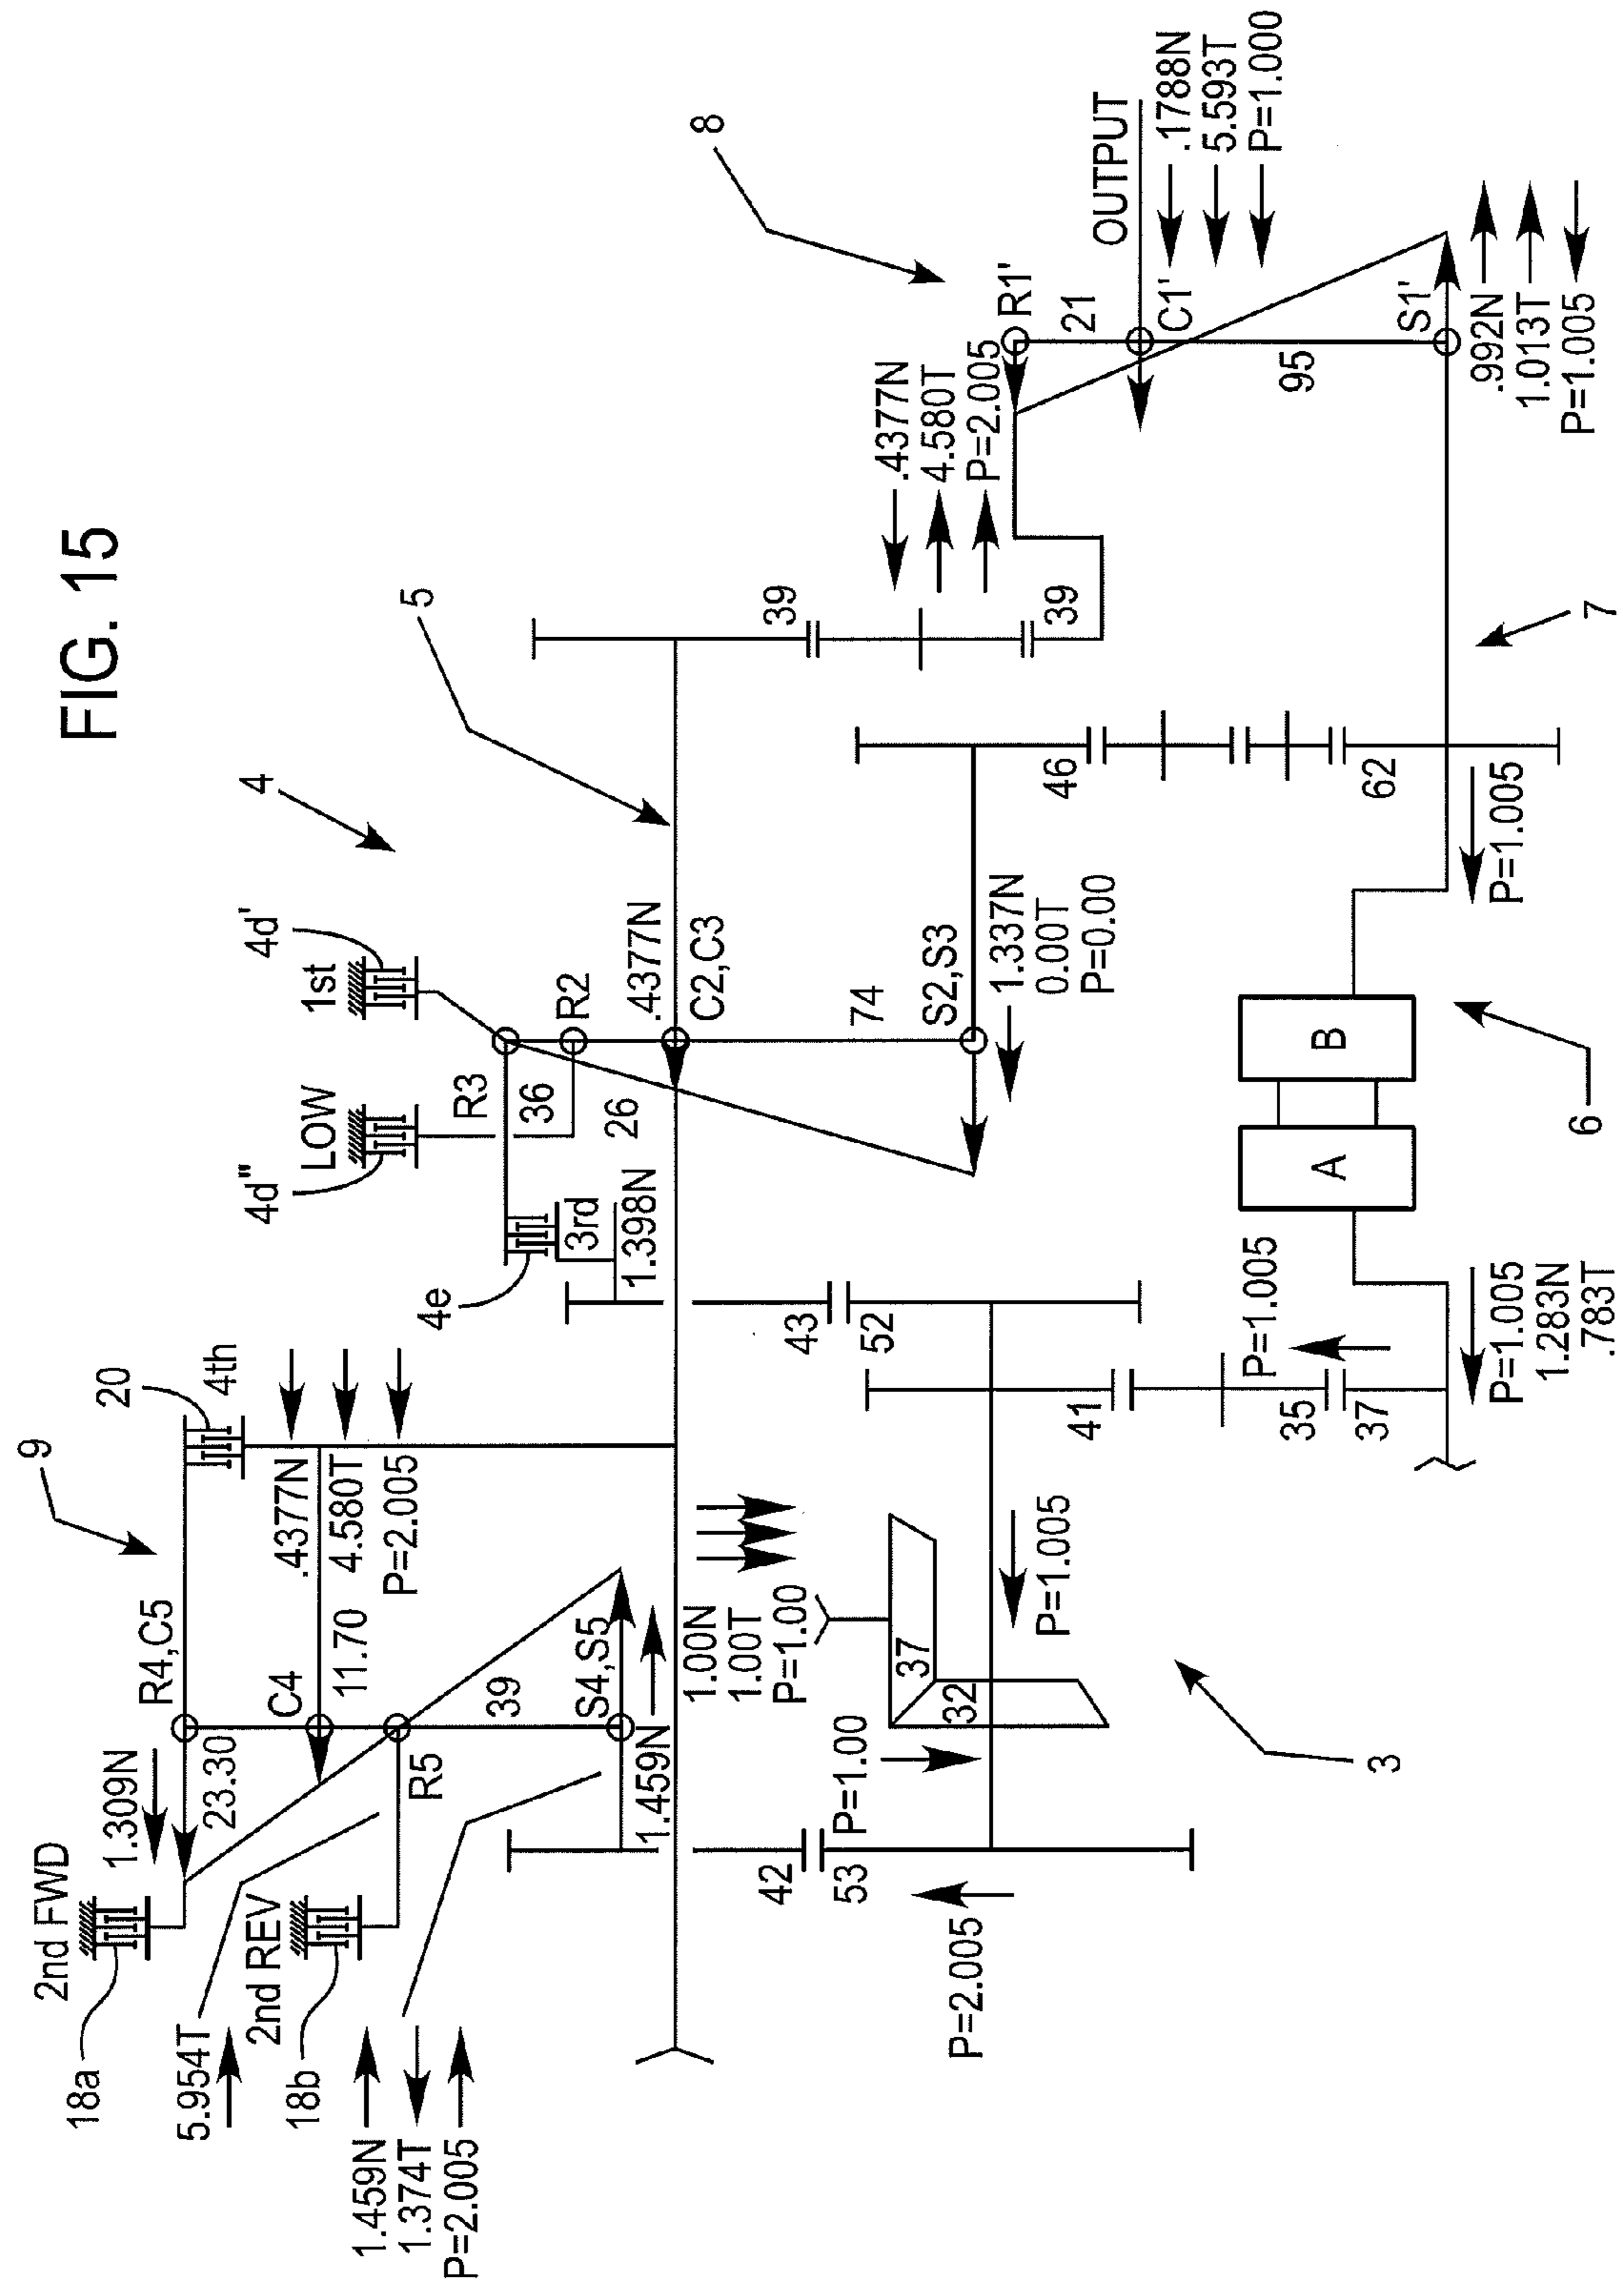 FIG. 15
9
20
4th
R4,C5
1.309N
23.30
2nd FWD
18a
C4
11.70
.4377N
4.580T
P=2.005
R5
39
S4,S5
1.459N
5.954T
2nd REV
18b
1.459N
1.374T
P=2.005
42
53
P=2.005
1.00N
1.00T
P=1.00
P=1.00
37
32
P=1.005
3
4
4d'
1st
4d"
LOW
R3
36
R2
26
.4377N
C2,C3
74
S2,S3
1.337N
0.00T
P=0.00
4e
3rd
1.398N
43
52
41
35
37
P=1.005
P=1.005
1.283N
.783T
A
B
6
5
39
39
.4377N
4.580T
P=2.005
46
62
P=1.005
7
8
R1'
21
C1'
OUTPUT
.1788N
5.593T
P=1.000
95
S1'
.992N
1.013T
P=1.005